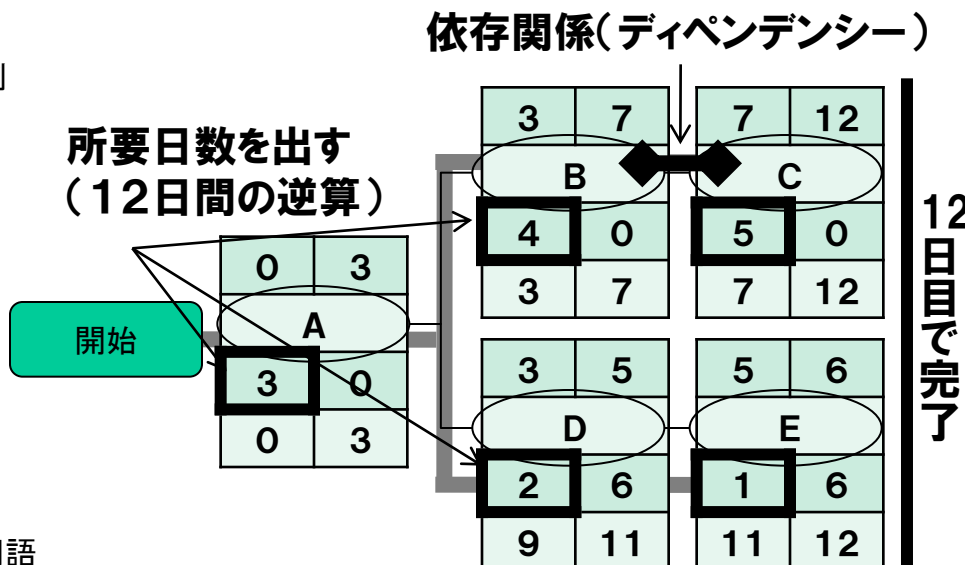 依存関係(ディペンデンシー)
所要日数を出す
(12日間の逆算)
開始
0 3
A
3 0
0 3
3 7
B
4 0
3 7
7 12
C
5 0
7 12
3 5
D
2 6
9 11
5 6
E
1 6
11 12
12日目で完了
語